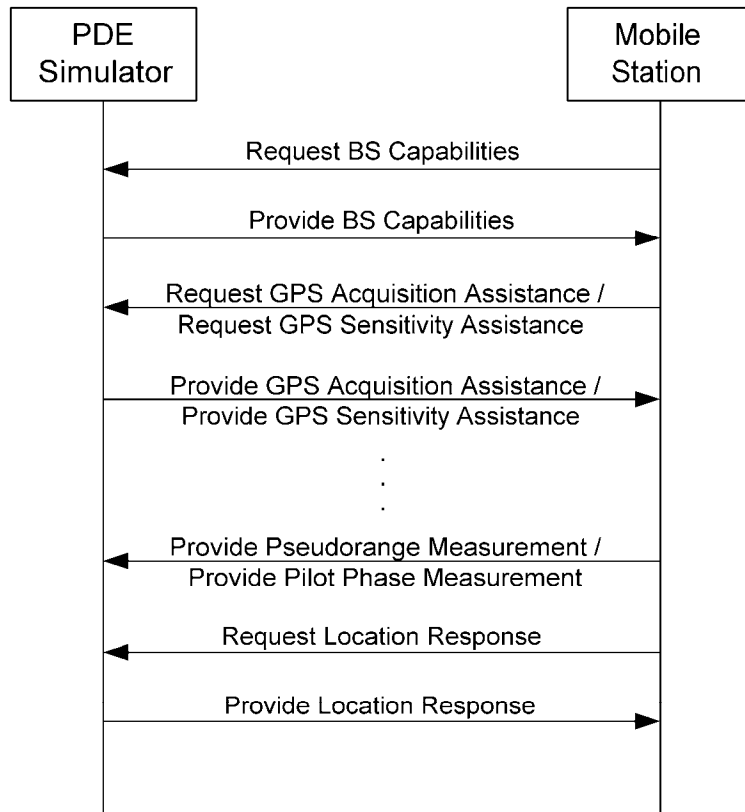 PDE
Simulator
Mobile
Station
Request BS Capabilities
Provide BS Capabilities
Request GPS Acquisition Assistance /
Request GPS Sensitivity Assistance
Provide GPS Acquisition Assistance /
Provide GPS Sensitivity Assistance
.
.
.
Provide Pseudorange Measurement /
Provide Pilot Phase Measurement
Request Location Response
Provide Location Response